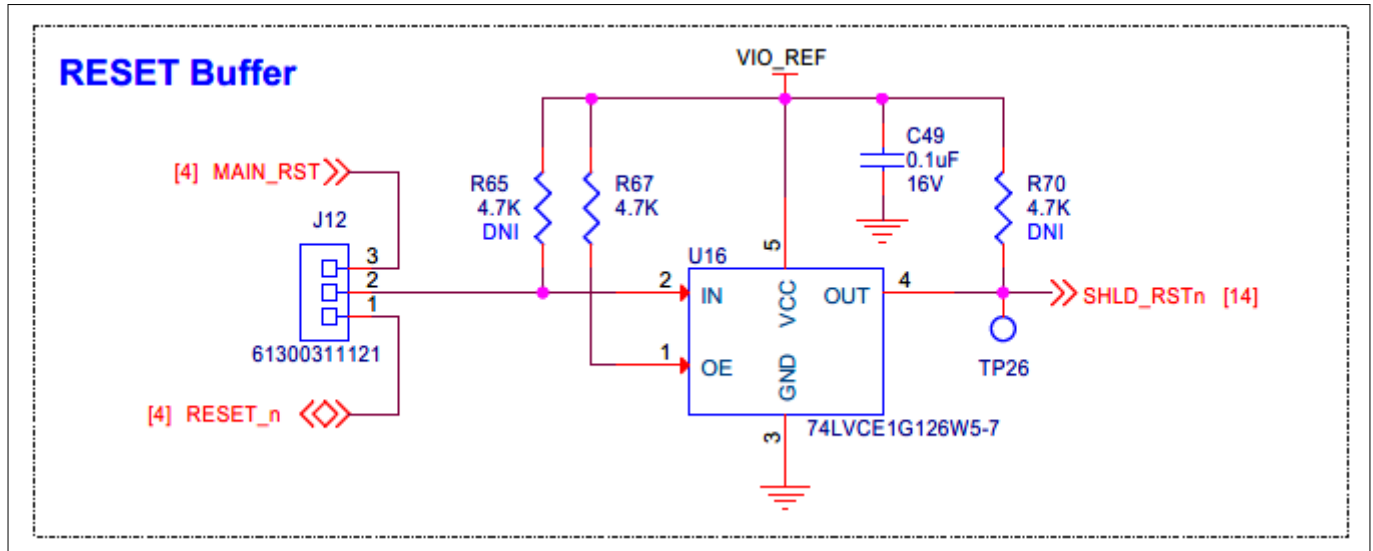 RESET Buffer
VIO_REF
[4] MAIN_RST
J12
3
2
1
61300311121
[4] RESET_n
R65
4.7K
DNI
R67
4.7K
C49
0.1uF
16V
R70
4.7K
DNI
U16
5
2
IN
VCC
OUT
4
1
OE
GND
3
74LVCE1G126W5-7
SHLD_RSTn [14]
TP26